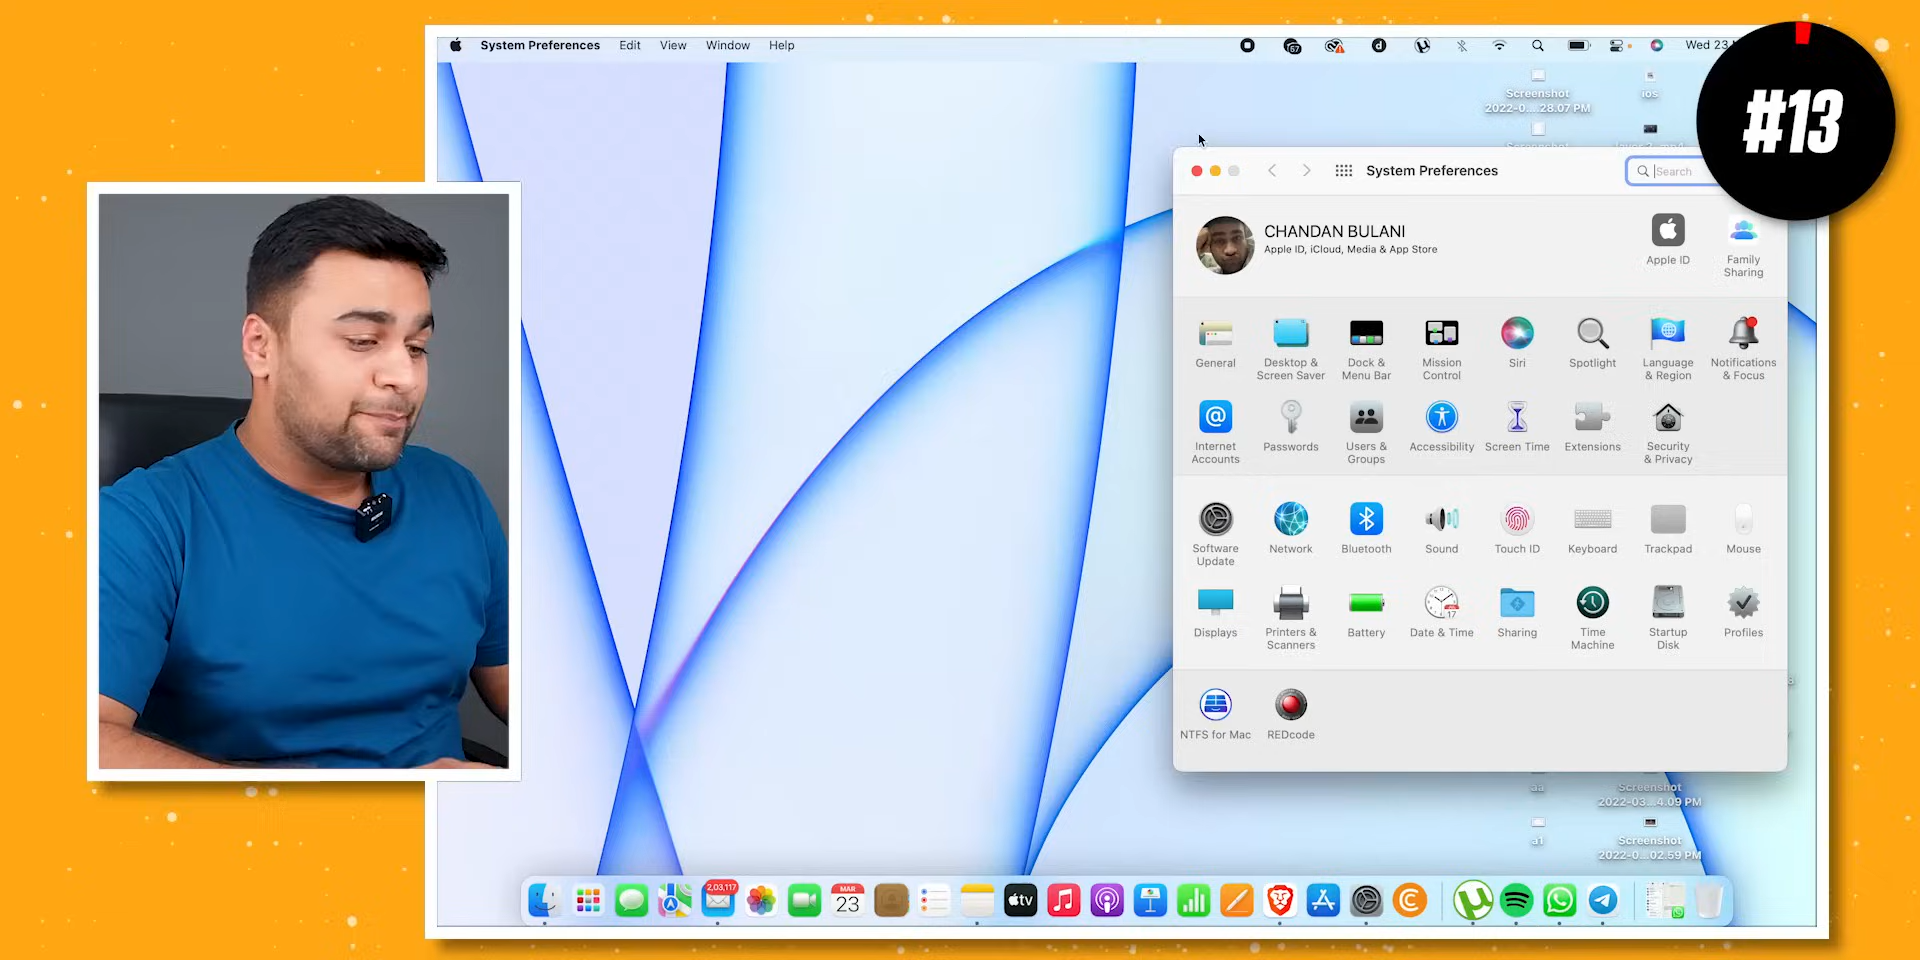 System Preferences Edit View Window Help
57
d
Wed 23
#13
Screenshot
2022-0....28.07 PM
ios
System Preferences
Search
CHANDAN BULANI
Apple ID, iCloud, Media & App Store
Apple ID
Family
Sharing
General
Desktop &
Screen Saver
Dock &
Menu Bar
Mission
Control
Siri
Spotlight
Language
& Region
Notifications
& Focus
Internet
Accounts
Passwords
Users &
Groups
Accessibility
Screen Time
Extensions
Security
& Privacy
Software
Update
Network
Bluetooth
Sound
Touch ID
Keyboard
Trackpad
Mouse
Displays
Printers &
Scanners
Battery
17
Date & Time
Sharing
Time
Machine
Startup
Disk
Profiles
NTFS for Mac
REDcode
aa
Screenshot
2022-03...4.09 PM
a1
Screenshot
2022-0...02.59 PM
2,03,117
MAR
23
tv